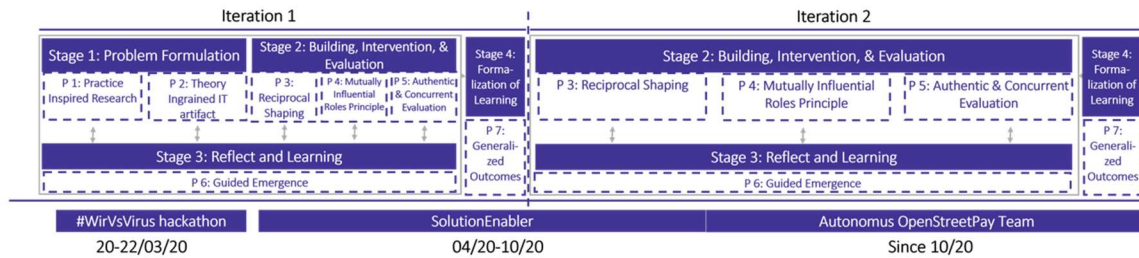 Iteration 1
Iteration 2
Stage 1: Problem Formulation
Stage 2: Building, Intervention, &
Evaluation
P 1: Practice
Inspired Research
P 2: Theory
Ingrained IT
artifact
P 3:
Reciprocal
Shaping
P 4: Mutually
Influential
Roles Principle
P 5: Authentic
& Concurrent
Evaluation
Stage 3: Reflect and Learning
P 6: Guided Emergence
Stage 4:
Forma-
lization of
Learning
P 7:
Generali-
zed
Outcomes
Stage 2: Building, Intervention, & Evaluation
P 3: Reciprocal Shaping
P 4: Mutually Influential
Roles Principle
P 5: Authentic & Concurrent
Evaluation
Stage 3: Reflect and Learning
P 6: Guided Emergence
Stage 4:
Forma-
lization of
Learning
P 7:
Generali-
zed
Outcomes
#WirVsVirus hackathon
SolutionEnabler
Autonomus OpenStreetPay Team
20-22/03/20
04/20-10/20
Since 10/20